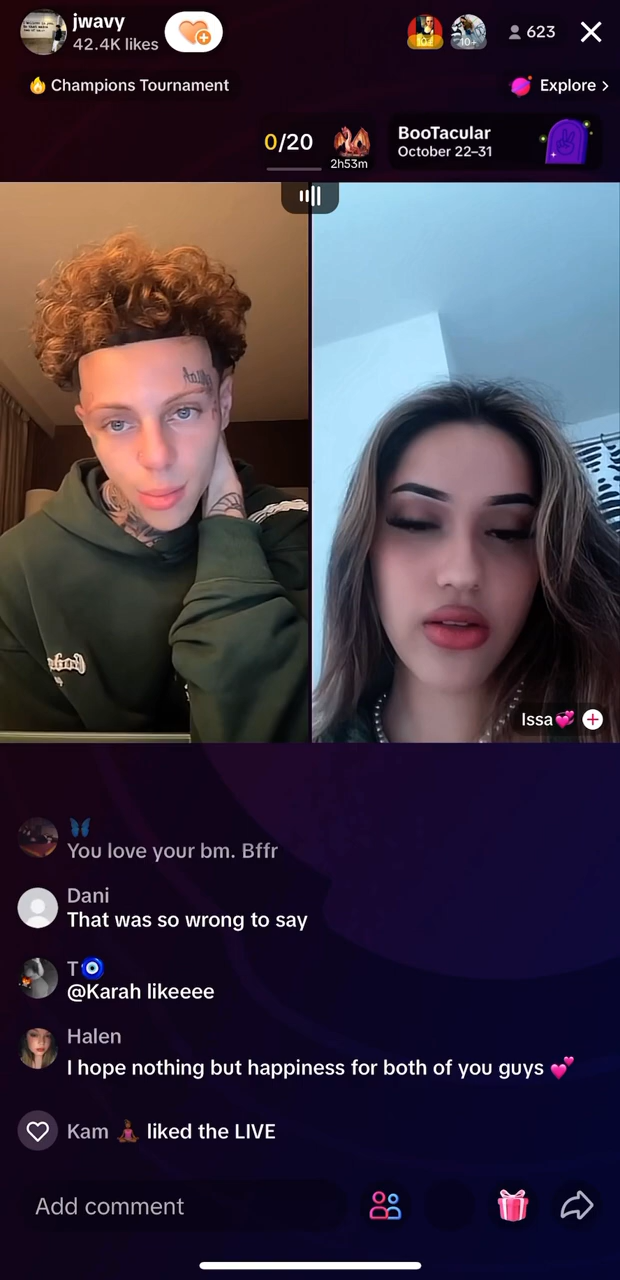 jwavy
42.4K likes
623
Champions Tournament
Explore >
0/20
2h53m
BooTacular
October 22–31
Issa💞
🦋
You love your bm. Bffr
Dani
That was so wrong to say
T🧿
@Karah likeeee
Halen
I hope nothing but happiness for both of you guys 💕
Kam 🧘🏾‍♀️ liked the LIVE
Add comment